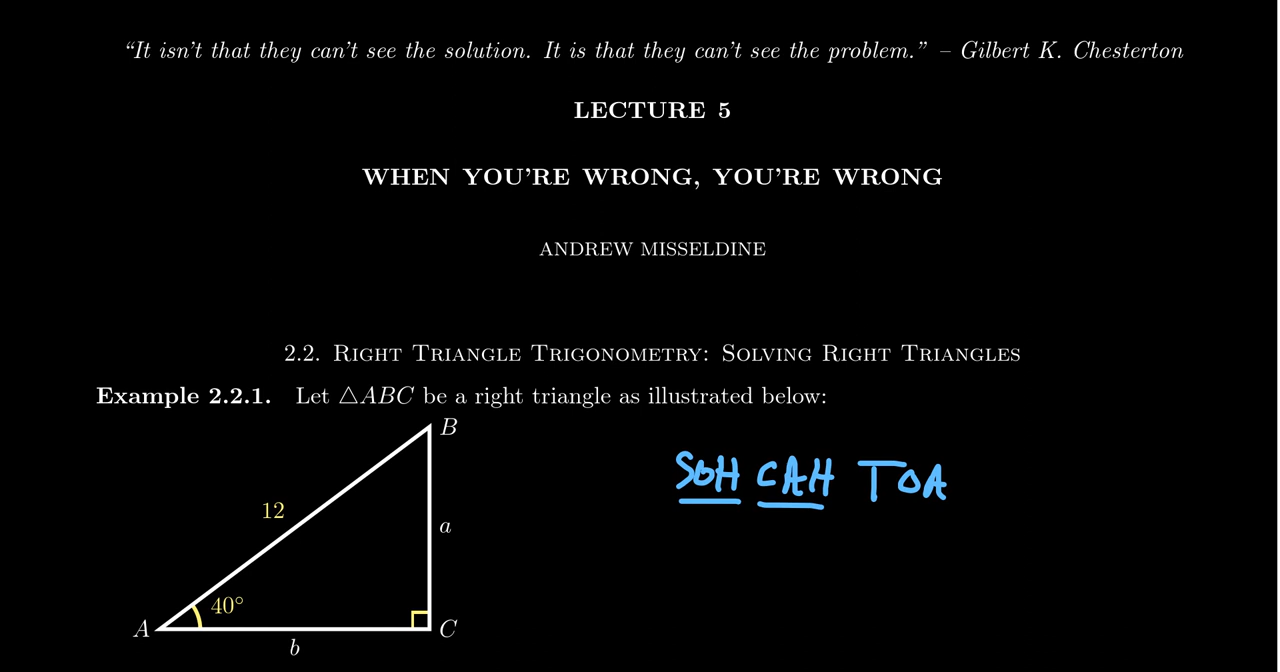 “It isn’t that they can’t see the solution. It is that they can’t see the problem.” – Gilbert K. Chesterton
LECTURE 5
WHEN YOU’RE WRONG, YOU’RE WRONG
ANDREW MISSELDINE
2.2. Right Triangle Trigonometry: Solving Right Triangles
Example 2.2.1. Let △ABC be a right triangle as illustrated below:
B
SOH CAH TOA
12
a
40°
A
C
b